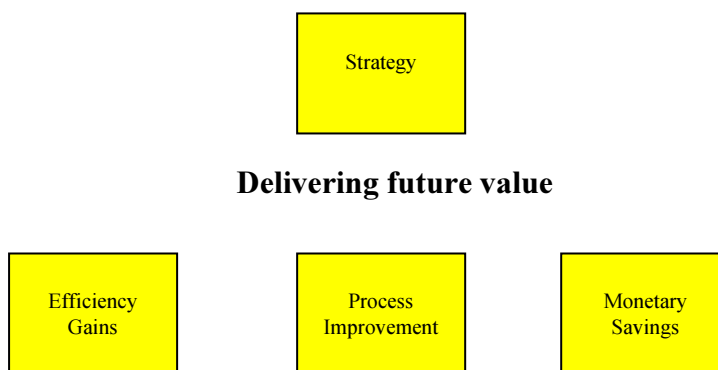 Strategy
Delivering future value
Efficiency
Gains
Process
Improvement
Monetary
Savings